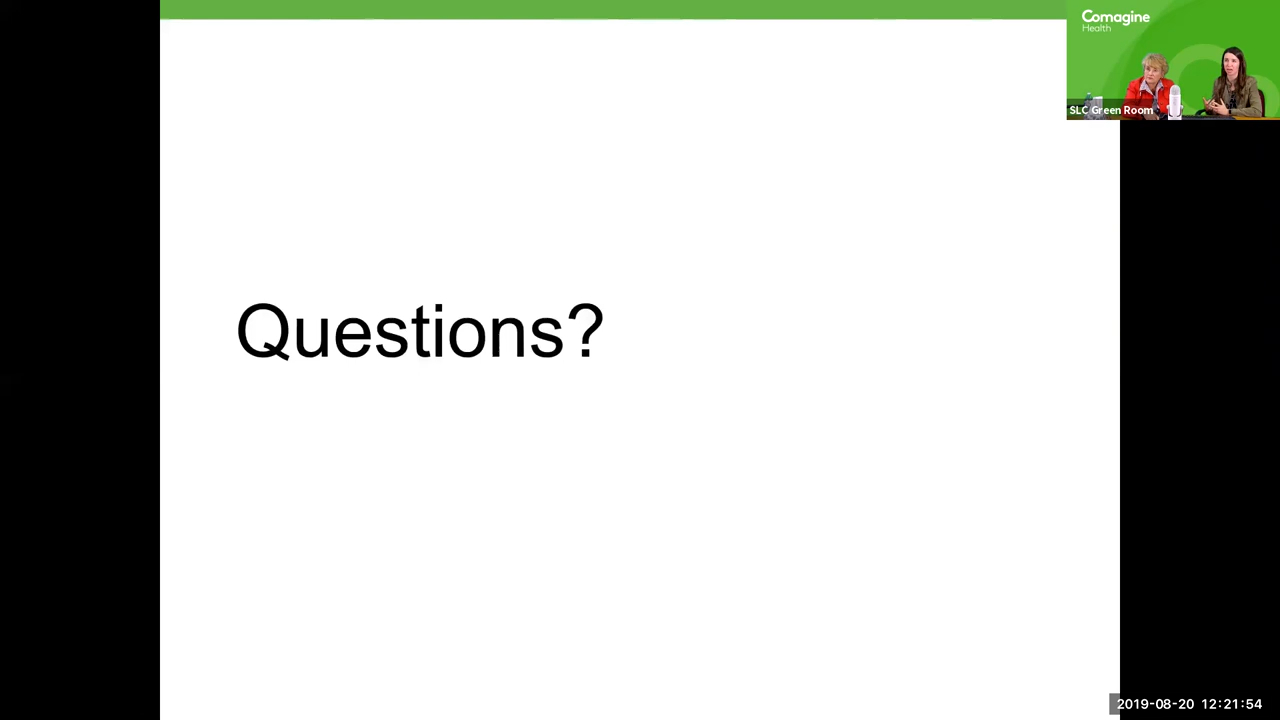 Comagine
Health
SLC Green Room
Questions?
2019-08-20 12:21:54